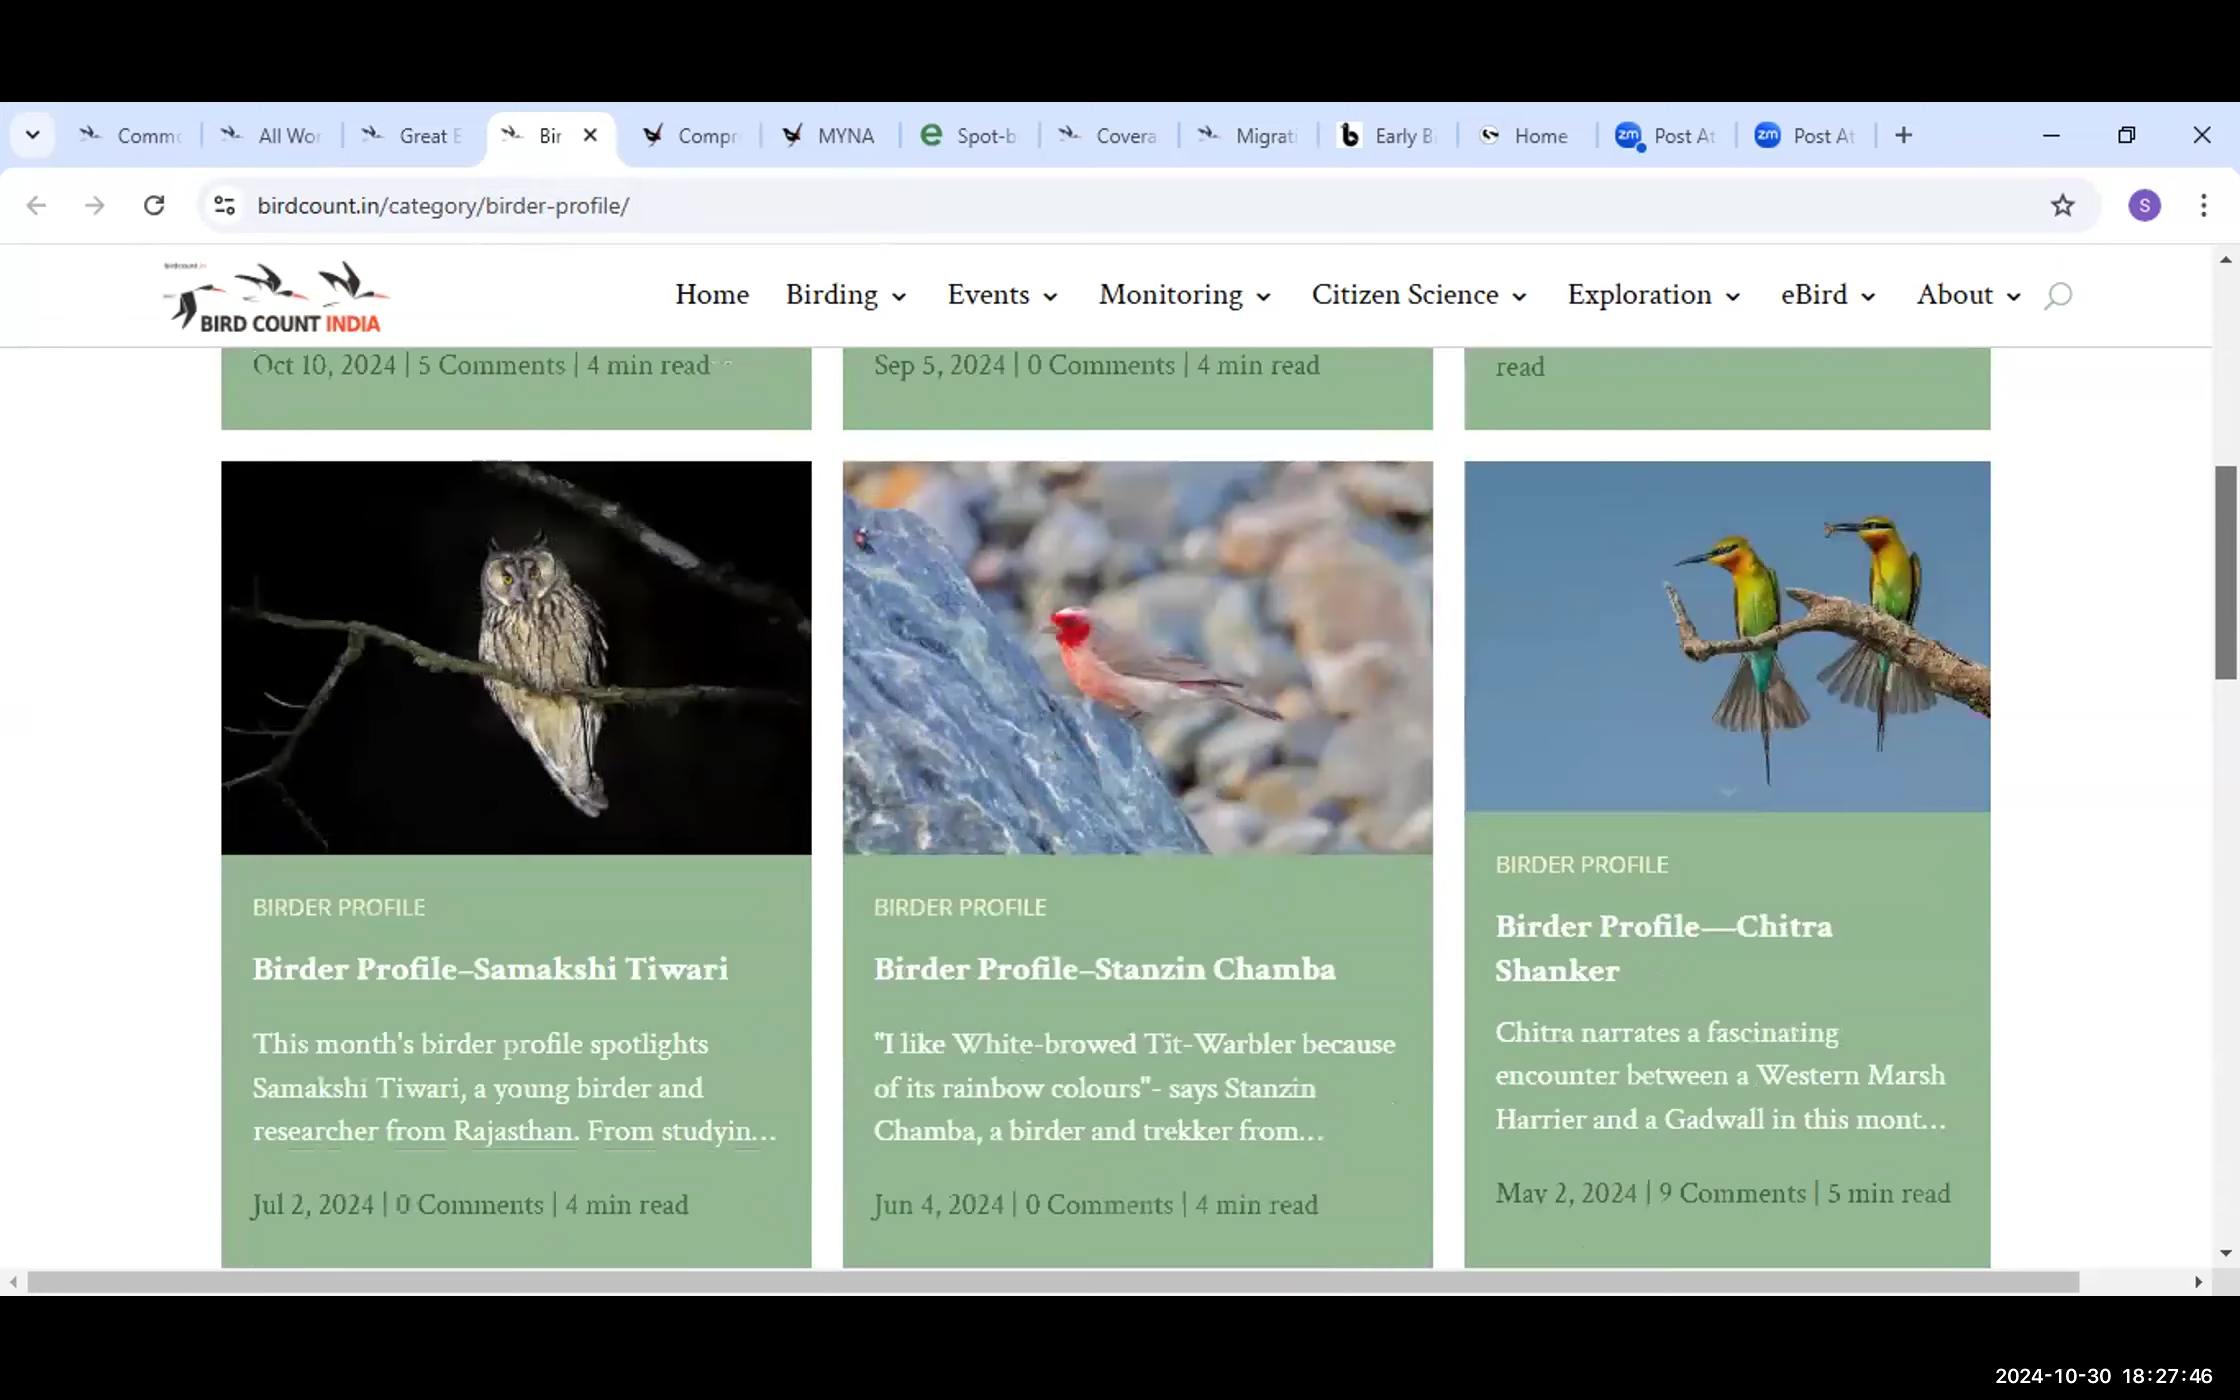 Comm
All Wo
Great
Bir
Comp
MYNA
Spot-b
Covera
Migrat
Early B
Home
Post At
Post At
birdcount.in/category/birder-profile/
S
birdcount.in
BIRD COUNT INDIA
Home Birding Events Monitoring Citizen Science Exploration eBird About
Oct 10, 2024 | 5 Comments | 4 min read
Sep 5, 2024 | 0 Comments | 4 min read
read
BIRDER PROFILE
Birder Profile–Samakshi Tiwari
This month's birder profile spotlights
Samakshi Tiwari, a young birder and
researcher from Rajasthan. From studyin...
Jul 2, 2024 | 0 Comments | 4 min read
BIRDER PROFILE
Birder Profile–Stanzin Chamba
"I like White-browed Tit-Warbler because
of its rainbow colours"- says Stanzin
Chamba, a birder and trekker from...
Jun 4, 2024 | 0 Comments | 4 min read
BIRDER PROFILE
Birder Profile—Chitra
Shanker
Chitra narrates a fascinating
encounter between a Western Marsh
Harrier and a Gadwall in this mont...
May 2, 2024 | 9 Comments | 5 min read
2024-10-30 18:27:46